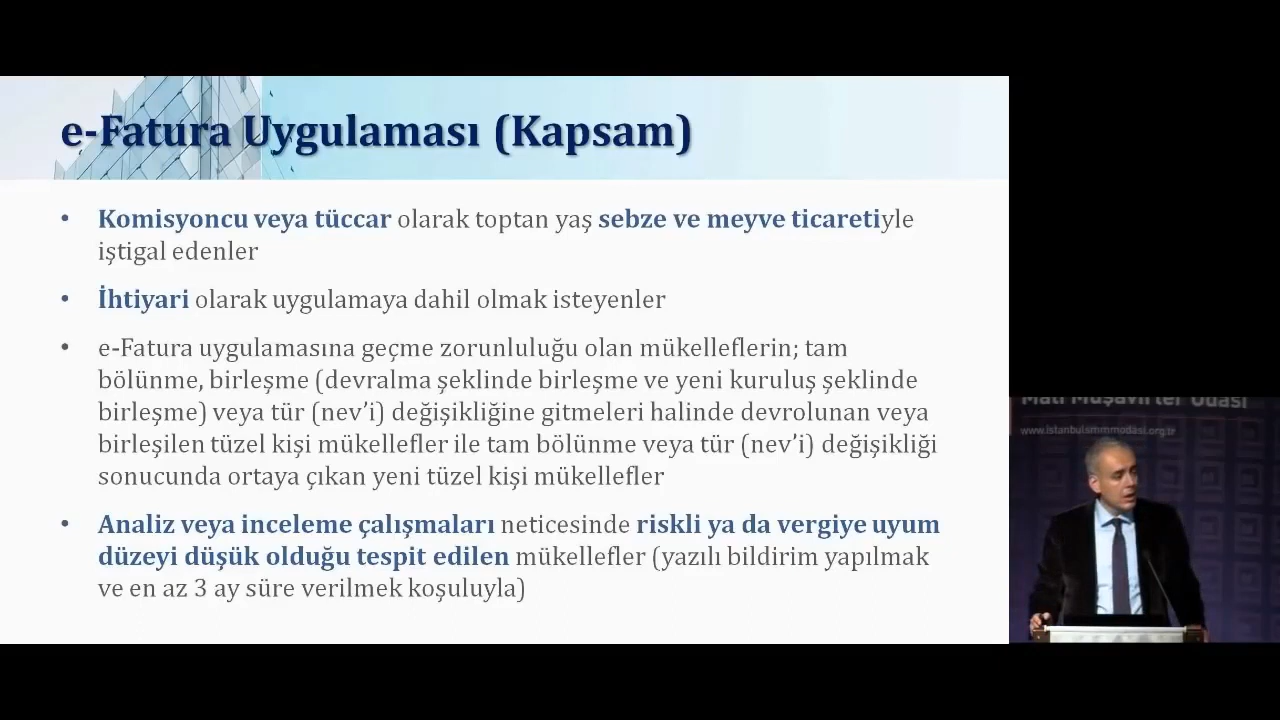 e-Fatura Uygulaması (Kapsam)
• Komisyoncu veya tüccar olarak toptan yaş sebze ve meyve ticaretiyle
iştigal edenler
• İhtiyari olarak uygulamaya dahil olmak isteyenler
• e-Fatura uygulamasına geçme zorunluluğu olan mükelleflerin; tam
bölünme, birleşme (devralma şeklinde birleşme ve yeni kuruluş şeklinde
birleşme) veya tür (nev’i) değişikliğine gitmeleri halinde devrolunan veya
birleşilen tüzel kişi mükellefler ile tam bölünme veya tür (nev’i) değişikliği
sonucunda ortaya çıkan yeni tüzel kişi mükellefler
• Analiz veya inceleme çalışmaları neticesinde riskli ya da vergiye uyum
düzeyi düşük olduğu tespit edilen mükellefler (yazılı bildirim yapılmak
ve en az 3 ay süre verilmek koşuluyla)
Mali Müşavirler Odası
www.istanbulsmmmodasi.org.tr